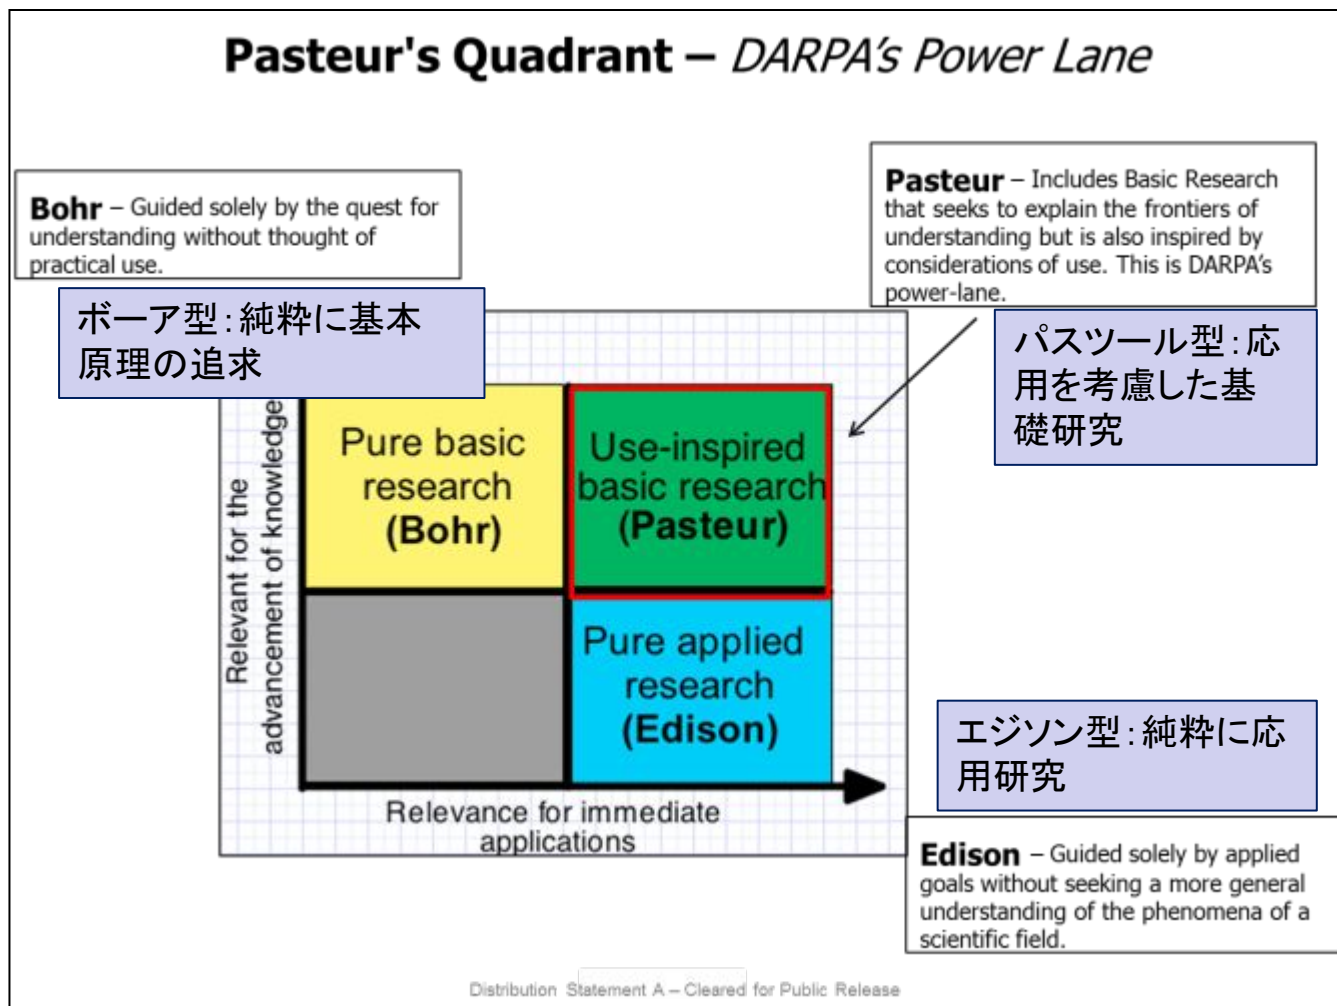 Pasteur's Quadrant – DARPA's Power Lane
Bohr – Guided solely by the quest for
understanding without thought of
practical use.
Pasteur – Includes Basic Research
that seeks to explain the frontiers of
understanding but is also inspired by
considerations of use. This is DARPA's
power-lane.
ボーア型：純粋に基本
原理の追求
パスツール型：応
用を考慮した基
礎研究
Relevant for the
advancement of knowledge
Pure basic
research
(Bohr)
Use-inspired
basic research
(Pasteur)
Pure applied
research
(Edison)
Relevance for immediate
applications
エジソン型：純粋に応
用研究
Edison – Guided solely by applied
goals without seeking a more general
understanding of the phenomena of a
scientific field.
Distribution Statement A – Cleared for Public Release